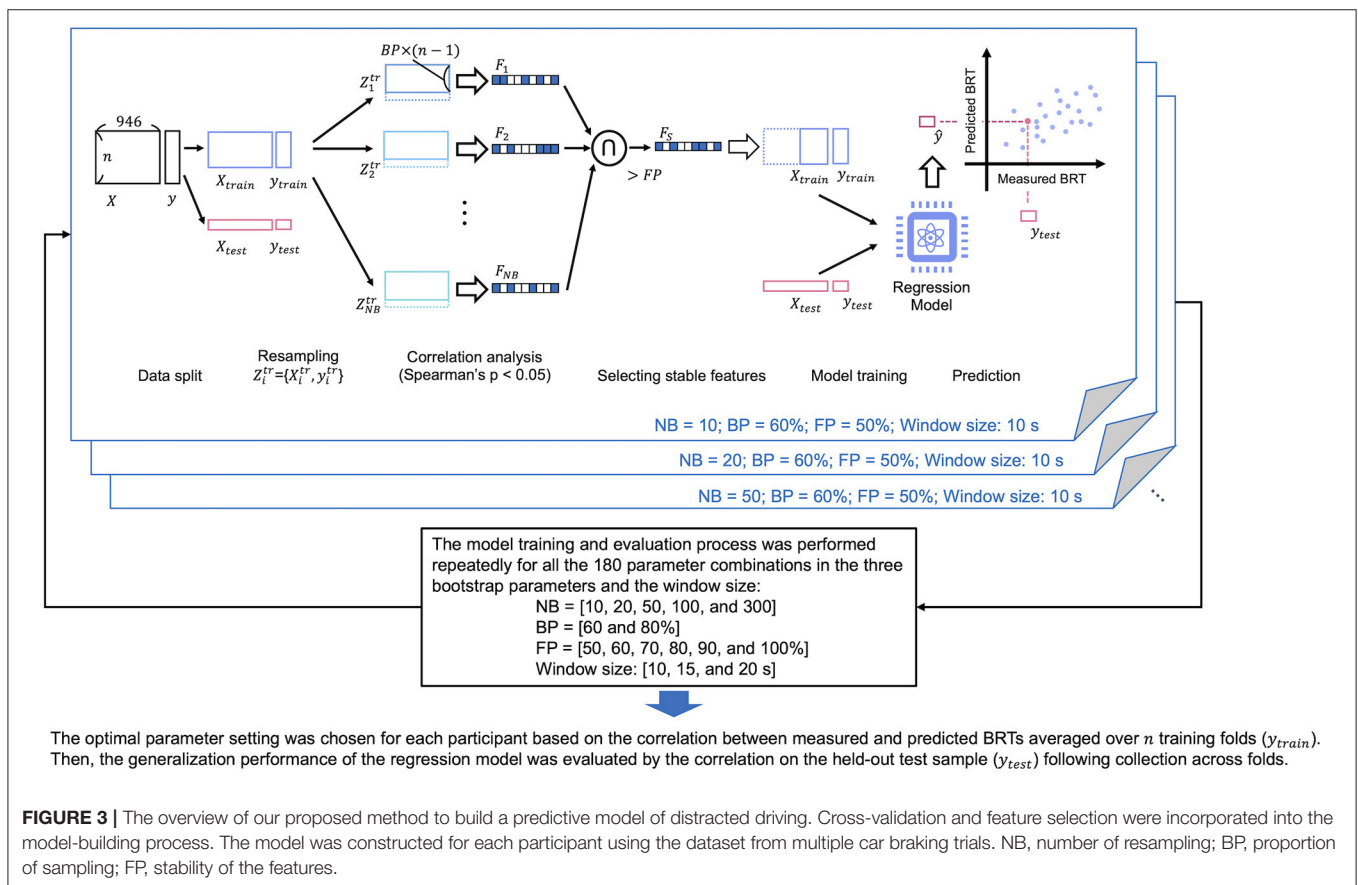 BP×(n − 1)
946
n
X
y
X_train
y_train
X_test
y_test
Z_1^tr
Z_2^tr
⋮
Z_NB^tr
F_1
F_2
F_NB
∩
> FP
F_S
X_train
y_train
X_test
y_test
Regression
Model
ŷ
Predicted BRT
Measured BRT
y_test
Data split
Resampling
Z_i^tr={X_i^tr, y_i^tr}
Correlation analysis
(Spearman's p < 0.05)
Selecting stable features
Model training
Prediction
NB = 10; BP = 60%; FP = 50%; Window size: 10 s
NB = 20; BP = 60%; FP = 50%; Window size: 10 s
NB = 50; BP = 60%; FP = 50%; Window size: 10 s
⋱
The model training and evaluation process was performed
repeatedly for all the 180 parameter combinations in the three
bootstrap parameters and the window size:
NB = [10, 20, 50, 100, and 300]
BP = [60 and 80%]
FP = [50, 60, 70, 80, 90, and 100%]
Window size: [10, 15, and 20 s]
The optimal parameter setting was chosen for each participant based on the correlation between measured and predicted BRTs averaged over n training folds (y_train).
Then, the generalization performance of the regression model was evaluated by the correlation on the held-out test sample (y_test) following collection across folds.
FIGURE 3 | The overview of our proposed method to build a predictive model of distracted driving. Cross-validation and feature selection were incorporated into the
model-building process. The model was constructed for each participant using the dataset from multiple car braking trials. NB, number of resampling; BP, proportion
of sampling; FP, stability of the features.